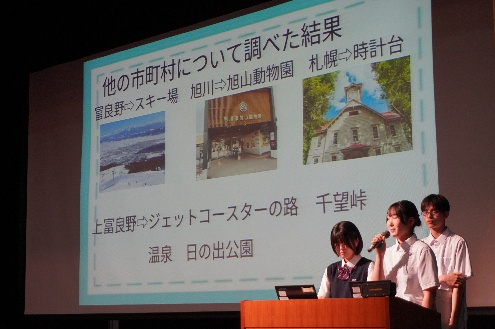 他の市町村について調べた結果
富良野⇨スキー場 旭川⇨旭山動物園 札幌⇨時計台
上富良野⇨ジェットコースターの路 千望峠
温泉 日の出公園